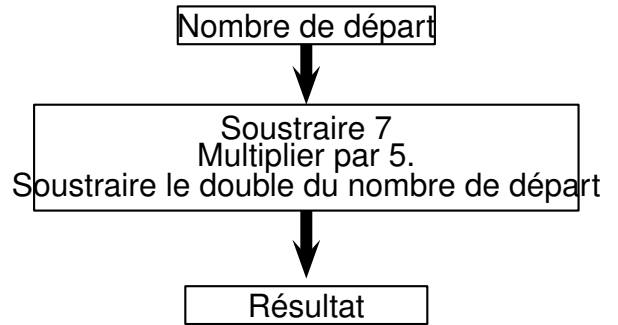 Nombre de départ
Soustraire 7
Multiplier par 5.
Soustraire le double du nombre de départ
Résultat